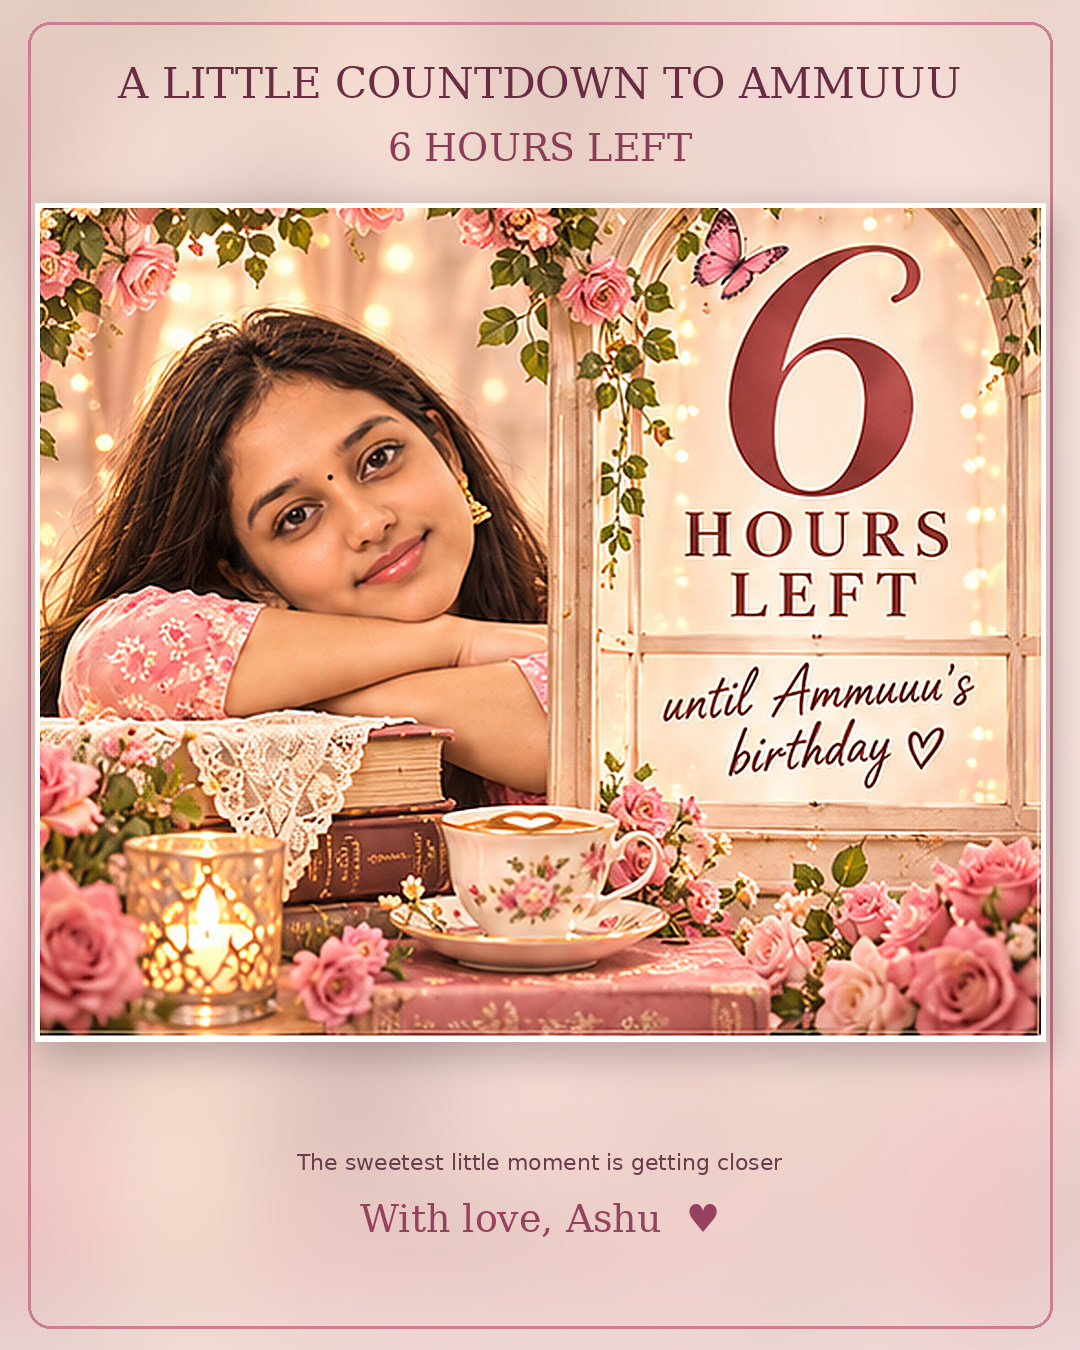 A LITTLE COUNTDOWN TO AMMUUU
6 HOURS LEFT
6
HOURS
LEFT
until Ammuuu's
birthday ♡
The sweetest little moment is getting closer
With love, Ashu ♥